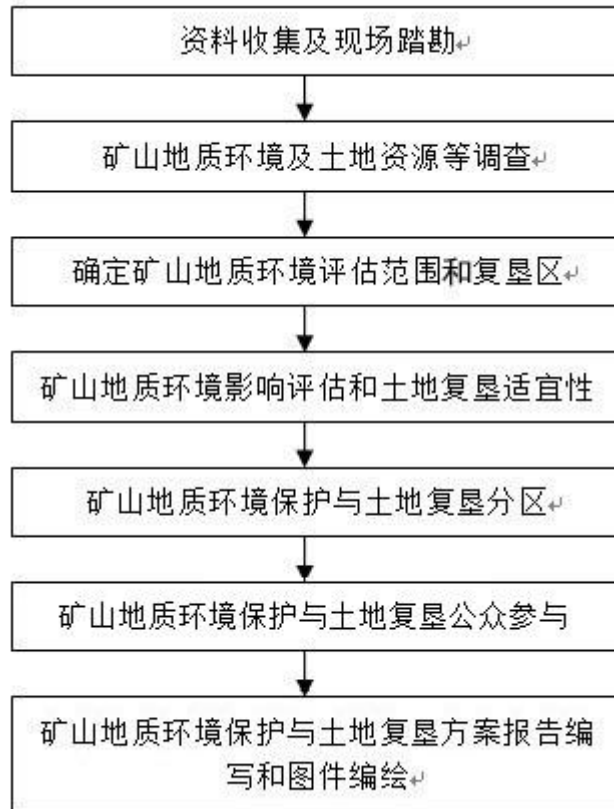 资料收集及现场踏勘
矿山地质环境及土地资源等调查
确定矿山地质环境评估范围和复垦区
矿山地质环境影响评估和土地复垦适宜性
矿山地质环境保护与土地复垦分区
矿山地质环境保护与土地复垦公众参与
矿山地质环境保护与土地复垦方案报告编
写和图件编绘